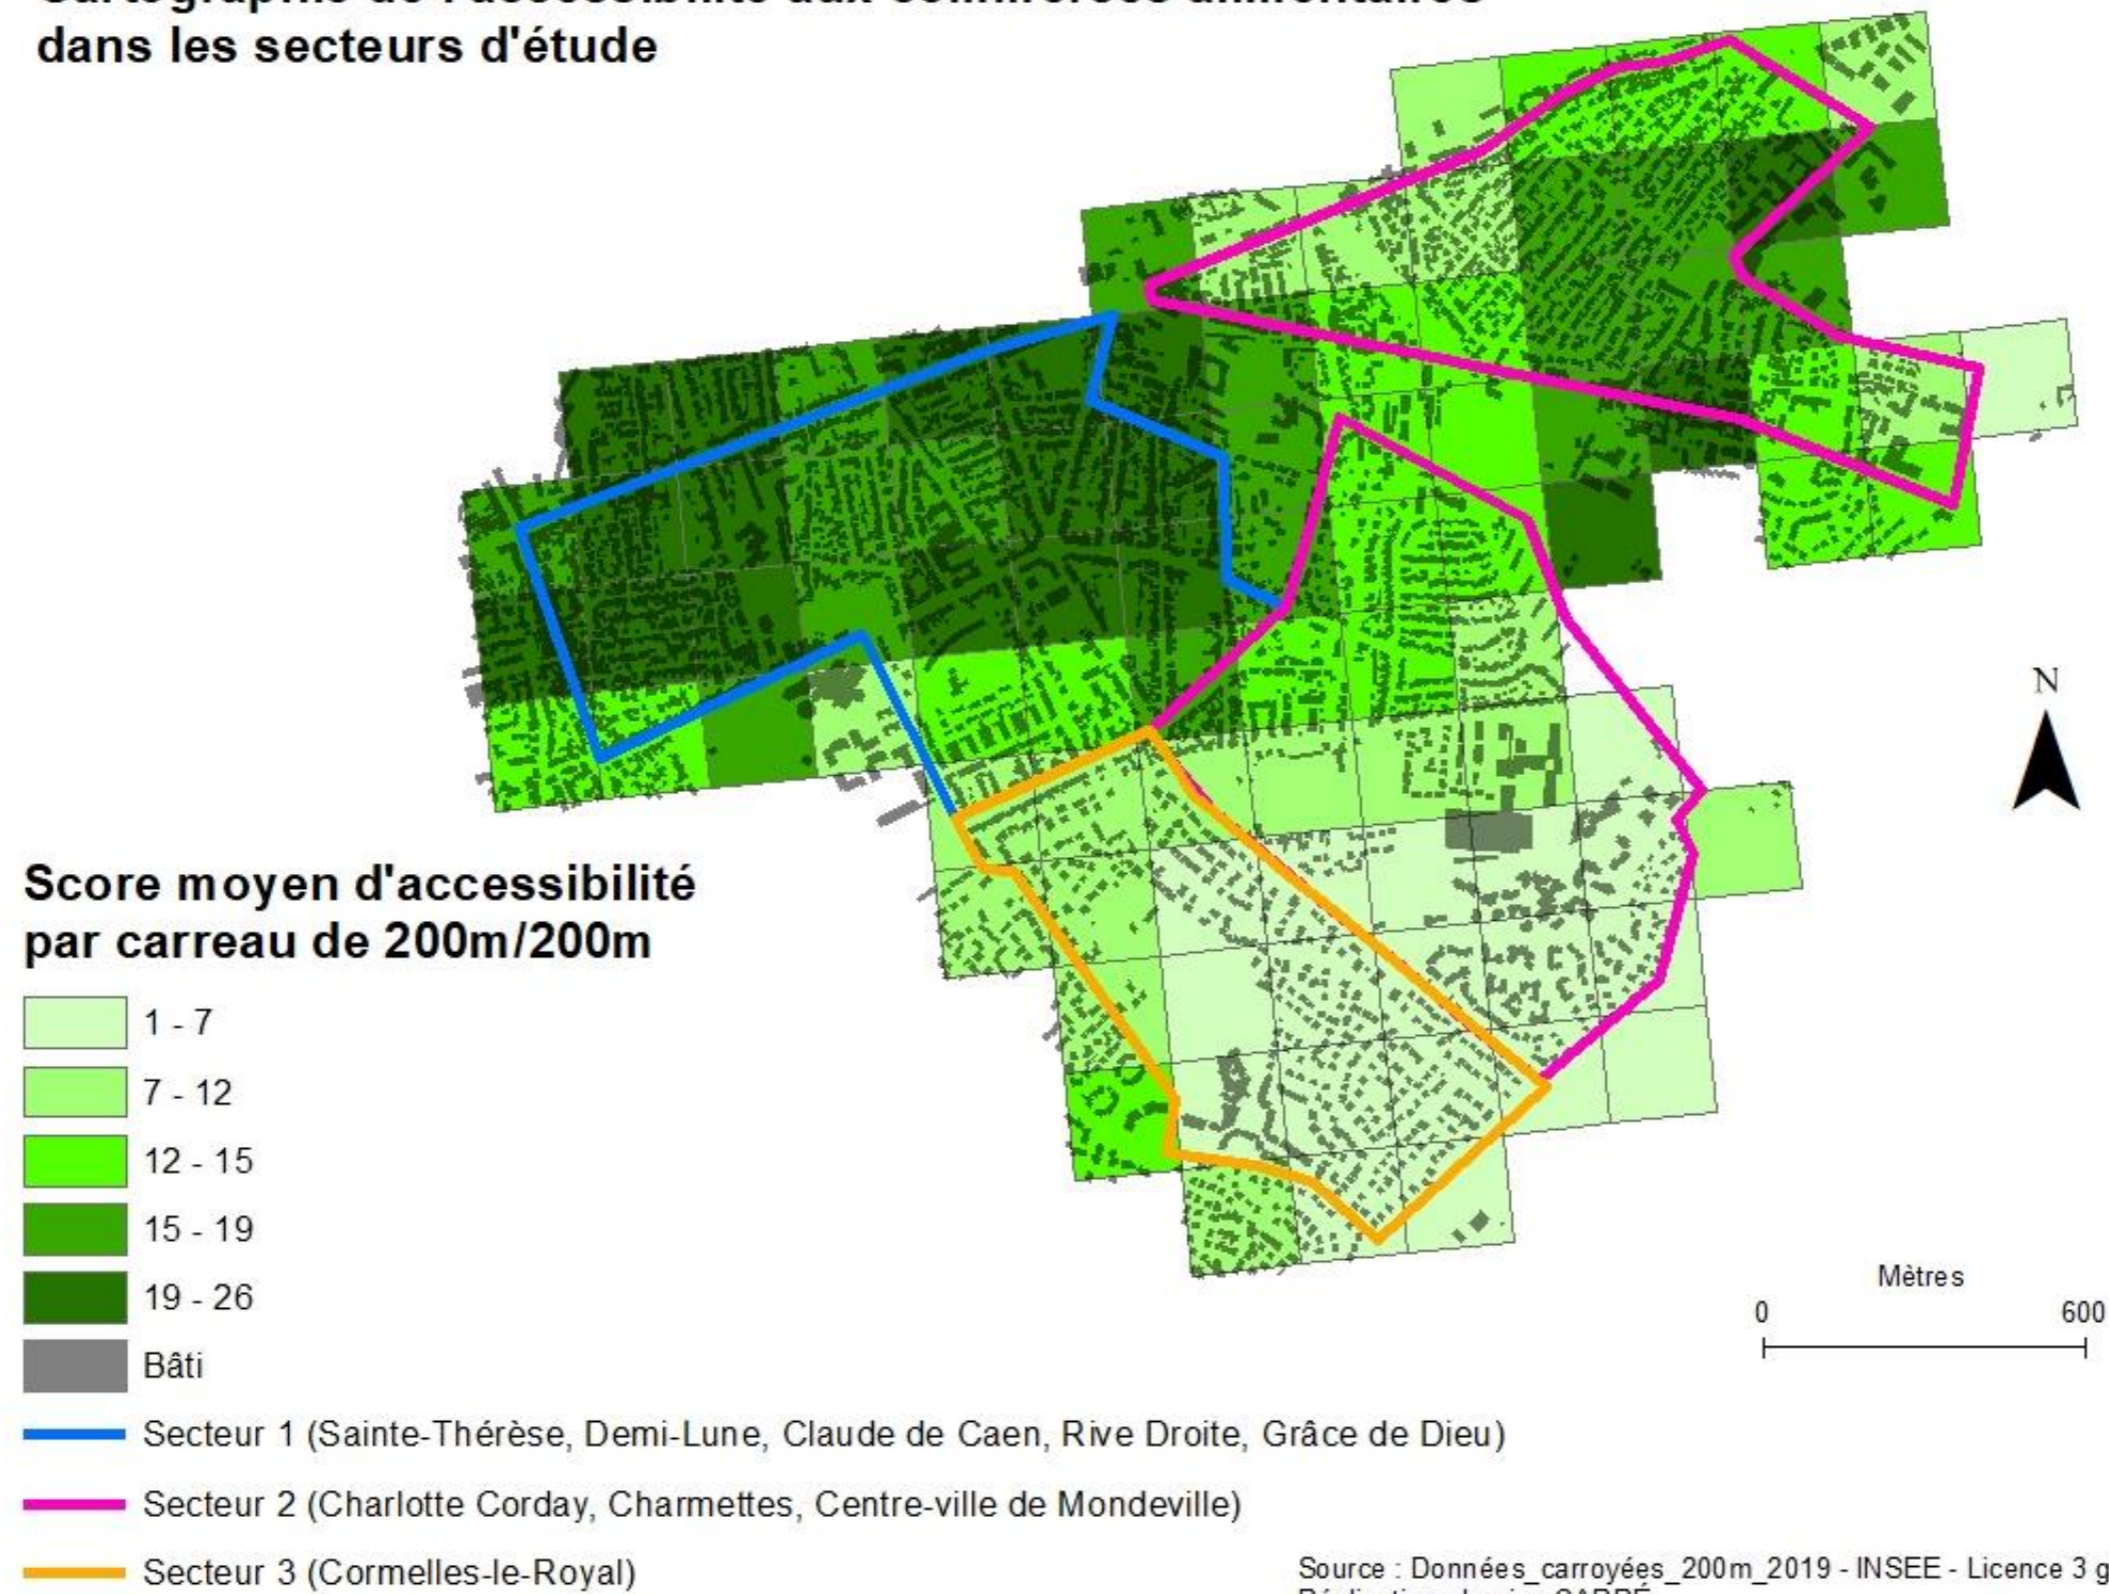 dans les secteurs d'étude
N
Score moyen d'accessibilité
par carreau de 200m/200m
1 - 7
7 - 12
12 - 15
15 - 19
19 - 26
Bâti
Mètres
0 600
Secteur 1 (Sainte-Thérèse, Demi-Lune, Claude de Caen, Rive Droite, Grâce de Dieu)
Secteur 2 (Charlotte Corday, Charmettes, Centre-ville de Mondeville)
Secteur 3 (Cormelles-le-Royal)
Source : Données_carroyées_200m_2019 - INSEE - Licence 3 g